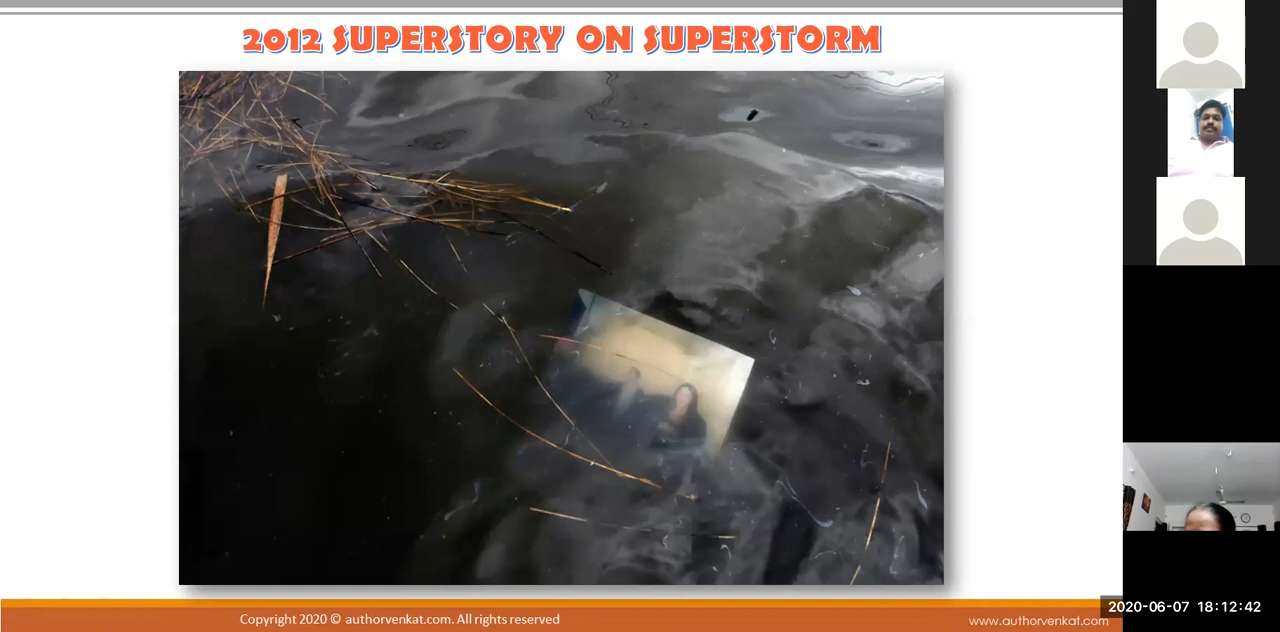 2012 SUPERSTORY ON SUPERSTORM
Copyright 2020 © authorvenkat.com. All rights reserved
www.authorvenkat.com
2020-06-07 18:12:42